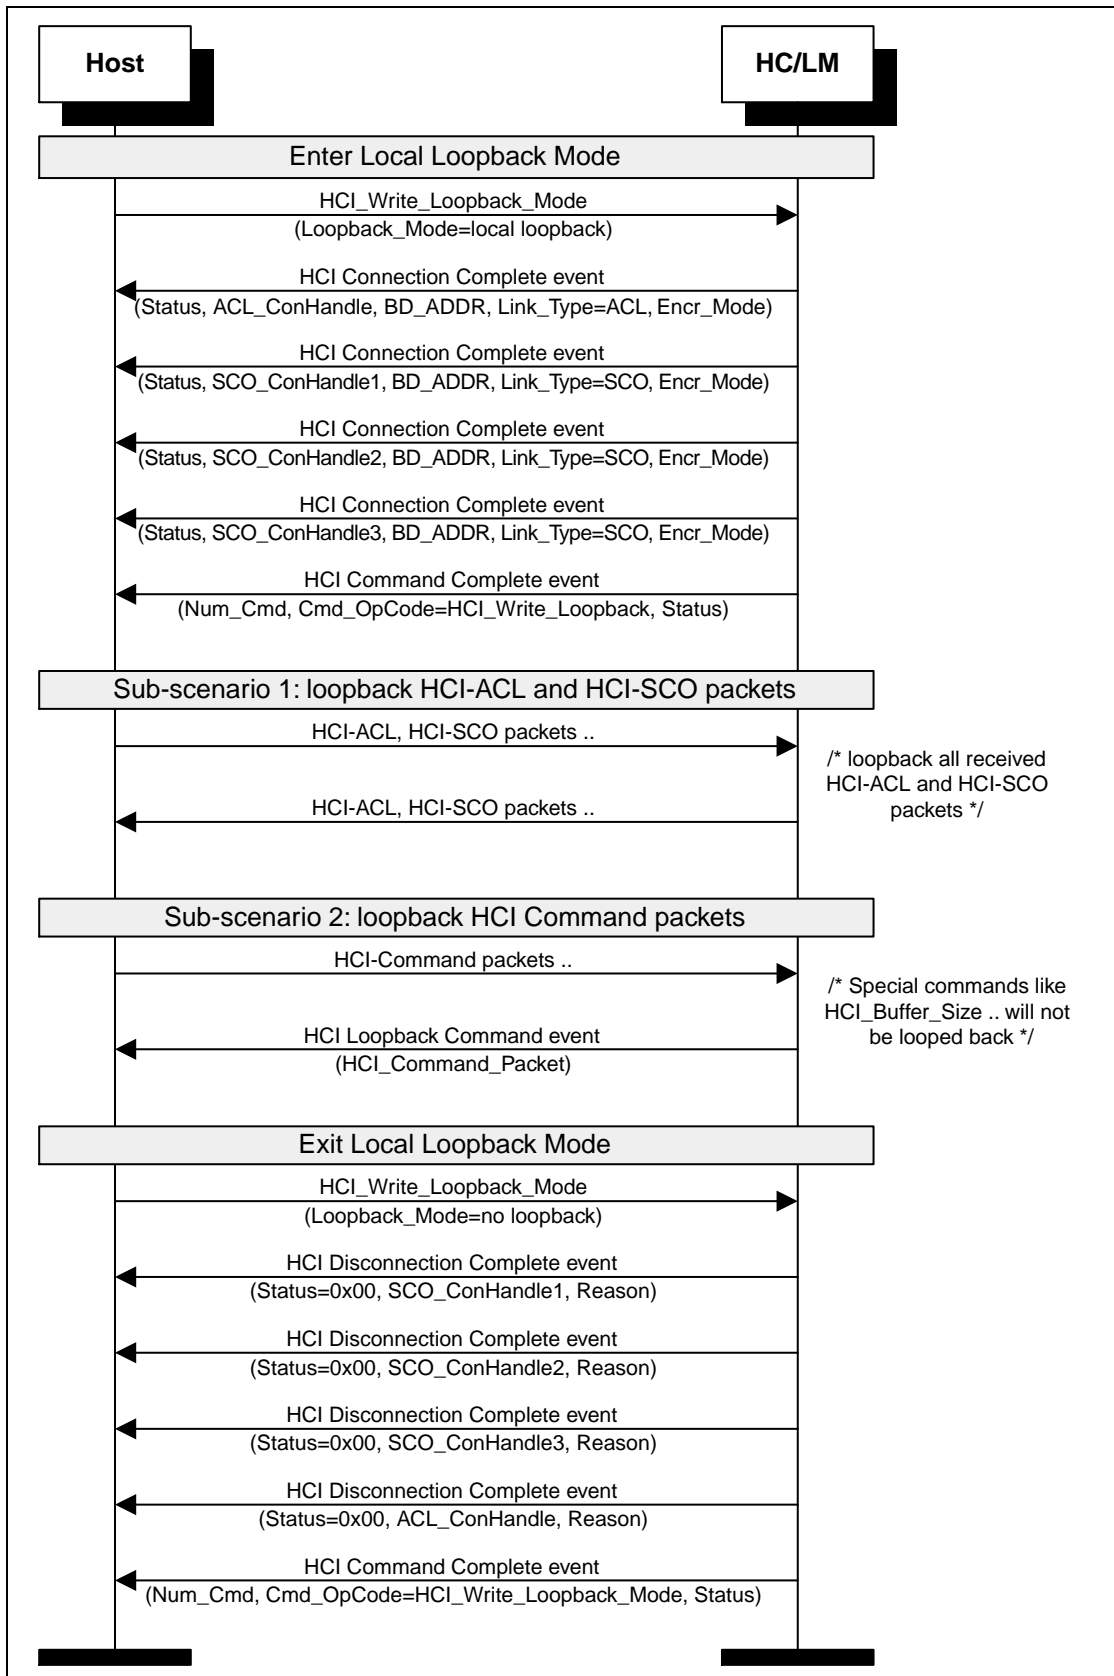 Host
HC/LM
Enter Local Loopback Mode
HCI_Write_Loopback_Mode
(Loopback_Mode=local loopback)
HCI Connection Complete event
(Status, ACL_ConHandle, BD_ADDR, Link_Type=ACL, Encr_Mode)
HCI Connection Complete event
(Status, SCO_ConHandle1, BD_ADDR, Link_Type=SCO, Encr_Mode)
HCI Connection Complete event
(Status, SCO_ConHandle2, BD_ADDR, Link_Type=SCO, Encr_Mode)
HCI Connection Complete event
(Status, SCO_ConHandle3, BD_ADDR, Link_Type=SCO, Encr_Mode)
HCI Command Complete event
(Num_Cmd, Cmd_OpCode=HCI_Write_Loopback, Status)
Sub-scenario 1: loopback HCI-ACL and HCI-SCO packets
HCI-ACL, HCI-SCO packets ..
/* loopback all received
HCI-ACL and HCI-SCO
packets */
HCI-ACL, HCI-SCO packets ..
Sub-scenario 2: loopback HCI Command packets
HCI-Command packets ..
/* Special commands like
HCI_Buffer_Size .. will not
be looped back */
HCI Loopback Command event
(HCI_Command_Packet)
Exit Local Loopback Mode
HCI_Write_Loopback_Mode
(Loopback_Mode=no loopback)
HCI Disconnection Complete event
(Status=0x00, SCO_ConHandle1, Reason)
HCI Disconnection Complete event
(Status=0x00, SCO_ConHandle2, Reason)
HCI Disconnection Complete event
(Status=0x00, SCO_ConHandle3, Reason)
HCI Disconnection Complete event
(Status=0x00, ACL_ConHandle, Reason)
HCI Command Complete event
(Num_Cmd, Cmd_OpCode=HCI_Write_Loopback_Mode, Status)